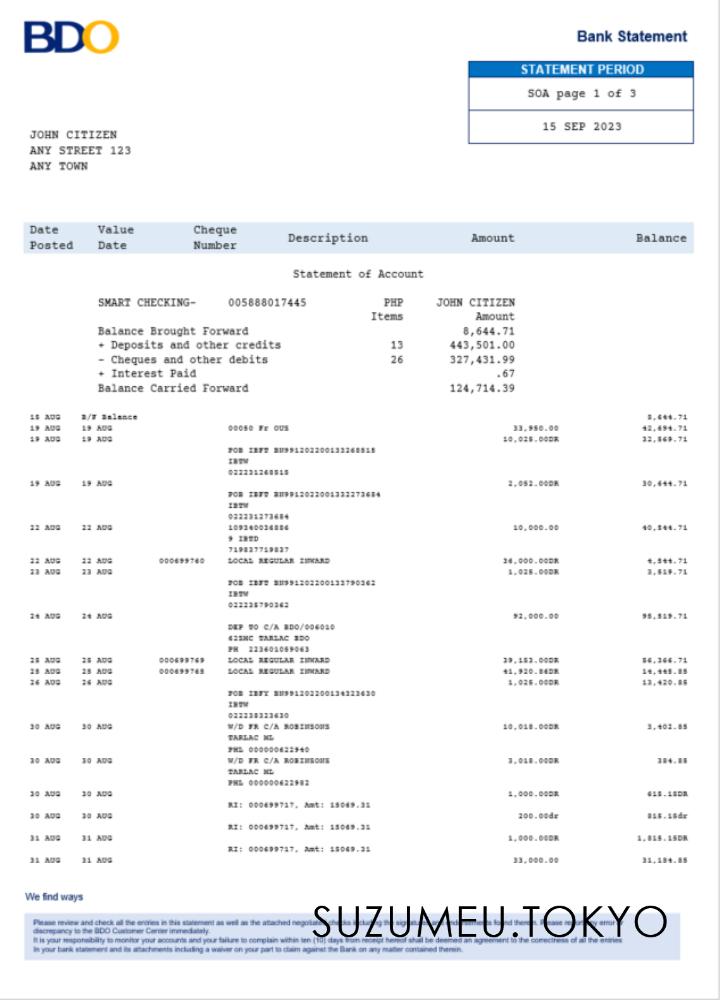 BDO
Bank Statement
STATEMENT PERIOD
SOA page 1 of 3
15 SEP 2023
JOHN CITIZEN
ANY STREET 123
ANY TOWN
Date Posted Value Date Cheque Number Description Amount Balance
Statement of Account
SMART CHECKING- 005888017445 PHP JOHN CITIZEN
Items Amount
Balance Brought Forward 8,644.71
+ Deposits and other credits 13 443,501.00
- Cheques and other debits 26 327,431.99
+ Interest Paid .67
Balance Carried Forward 124,714.39
15 AUG B/F Balance 8,644.71
19 AUG 19 AUG 00050 Fr OUS 33,950.00 42,694.71
19 AUG 19 AUG 10,025.00DR 32,569.71
POB IBFT BN991202200133268515
IBTW
022231268515
19 AUG 19 AUG 2,052.00DR 30,644.71
POB IBFT BN9912022001332273684
IBTW
022231273684
22 AUG 22 AUG 109340036886 10,000.00 40,544.71
9 IBTD
719837719837
22 AUG 22 AUG 000699760 LOCAL REGULAR INWARD 36,000.00DR 4,544.71
23 AUG 23 AUG 1,025.00DR 3,519.71
POB IBFT BN991202200133790362
IBTW
022235790362
24 AUG 24 AUG 92,000.00 95,519.71
DEP TO C/A BDO/006010
625HC TARLAC BDO
PH 223601059063
25 AUG 25 AUG 000699769 LOCAL REGULAR INWARD 39,153.00DR 56,366.71
25 AUG 25 AUG 000699768 LOCAL REGULAR INWARD 41,920.86DR 14,445.85
26 AUG 26 AUG 1,025.00DR 13,420.85
POB IBFY BN991202200134323630
IBTW
022238323630
30 AUG 30 AUG W/D FR C/A ROBINSONS 10,018.00DR 3,402.85
TARLAC ML
PHL 000000622940
30 AUG 30 AUG W/D FR C/A ROBINSONS 3,018.00DR 384.85
TARLAC ML
PHL 000000622982
30 AUG 30 AUG 1,000.00DR 615.15DR
RI: 000699717, Amt: 15069.31
30 AUG 30 AUG 200.00dr 815.15dr
RI: 000699717, Amt: 15069.31
31 AUG 31 AUG 1,000.00DR 1,815.15DR
RI: 000699717, Amt: 15069.31
31 AUG 31 AUG 33,000.00 31,184.85
We find ways
Please review and check all the entries in this statement as well as the attached negotiated checks including the signatures and endorsements found therein. Please report any error or
discrepancy to the BDO Customer Center immediately.
It is your responsibility to monitor your accounts and your failure to complain within ten (10) days from receipt hereof shall be deemed an agreement to the correctness of all the entries
In your bank statement and its attachments including a waiver on your part to claim against the Bank on any matter contained therein.
SUZUMEU.TOKYO